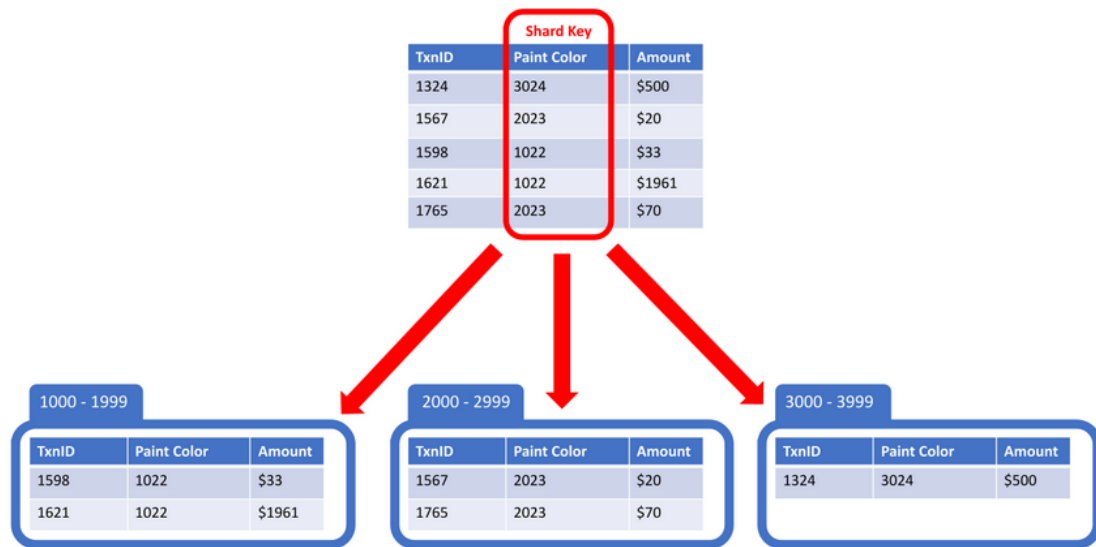 Shard Key
TxnID Paint Color Amount
1324 3024 $500
1567 2023 $20
1598 1022 $33
1621 1022 $1961
1765 2023 $70
1000 - 1999
TxnID Paint Color Amount
1598 1022 $33
1621 1022 $1961
2000 - 2999
TxnID Paint Color Amount
1567 2023 $20
1765 2023 $70
3000 - 3999
TxnID Paint Color Amount
1324 3024 $500